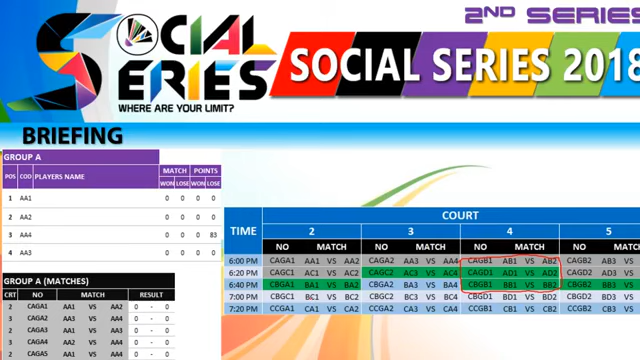 2ND SERIES
SOCIAL SERIES
WHERE ARE YOUR LIMIT?
SOCIAL SERIES 2018
BRIEFING
GROUP A
POS COD PLAYERS NAME MATCH POINTS
WON LOSE WON LOSE
1 AA1 0 0 0 0
2 AA2 0 0 0 0
3 AA4 0 0 0 83
4 AA3 0 0 0 0
GROUP A (MATCHES)
CRT NO MATCH RESULT
2 CAGA1 AA1 VS AA2 0 - 0
3 CAGA2 AA3 VS AA4 0 - 0
2 CAGA3 AA1 VS AA3 0 - 0
3 CAGA4 AA2 VS AA4 0 - 0
2 CAGA5 AA1 VS AA4 0 - 0
TIME COURT
2 3 4 5
NO MATCH NO MATCH NO MATCH NO MATCH
6:00 PM CAGA1 AA1 VS AA2 CAGA2 AA3 VS AA4 CAGB1 AB1 VS AB2 CAGB2 AB3 VS
6:20 PM CAGC1 AC1 VS AC2 CAGC2 AC3 VS AC4 CAGD1 AD1 VS AD2 CAGD2 AD3 VS
6:40 PM CBGA1 BA1 VS BA2 CBGA2 BA3 VS BA4 CBGB1 BB1 VS BB2 CBGB2 BB3 VS
7:00 PM CBGC1 BC1 VS BC2 CBGC2 BC3 VS BC4 CBGD1 BD1 VS BD2 CBGD2 BD3 VS
7:20 PM CCGA1 CA1 VS CA2 CCGA2 CA3 VS CA4 CCGB1 CB1 VS CB2 CCGB2 CB3 VS